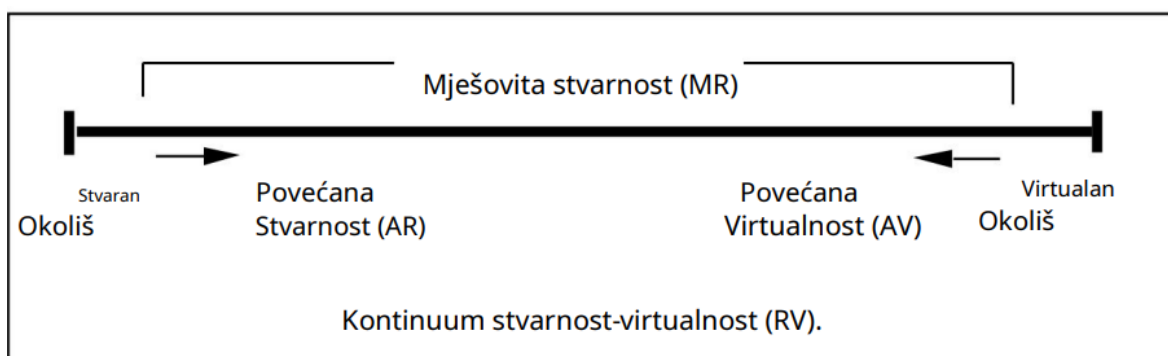 Mješovita stvarnost (MR)
Stvaran
Okoliš
Povećana
Stvarnost (AR)
Povećana
Virtualnost (AV)
Virtualan
Okoliš
Kontinuum stvarnost-virtualnost (RV).